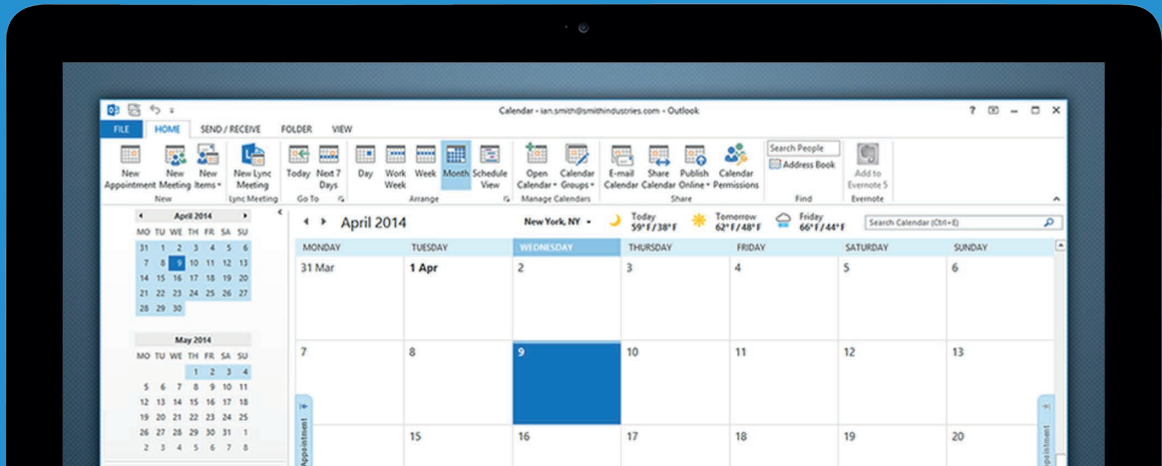 Calendar - ian.smith@smithindustries.com - Outlook
FILE HOME SEND / RECEIVE FOLDER VIEW
New Appointment
New Meeting
New Items
New Lync Meeting
Today
Next 7 Days
Day
Work Week
Week
Month
Schedule View
Open Calendar
Calendar Groups
E-mail Calendar
Share Calendar
Publish Online
Calendar Permissions
Search People
Address Book
Add to Evernote 5
New Lync Meeting Go To Arrange Manage Calendars Share Find Evernote
April 2014
MO TU WE TH FR SA SU
31 1 2 3 4 5 6
7 8 9 10 11 12 13
14 15 16 17 18 19 20
21 22 23 24 25 26 27
28 29 30
May 2014
MO TU WE TH FR SA SU
1 2 3 4
5 6 7 8 9 10 11
12 13 14 15 16 17 18
19 20 21 22 23 24 25
26 27 28 29 30 31 1
2 3 4 5 6 7 8
April 2014
New York, NY
Today
59°F/38°F
Tomorrow
62°F/48°F
Friday
66°F/44°F
Search Calendar (Ctrl+E)
MONDAY TUESDAY WEDNESDAY THURSDAY FRIDAY SATURDAY SUNDAY
31 Mar 1 Apr 2 3 4 5 6
7 8 9 10 11 12 13
15 16 17 18 19 20
Appointment